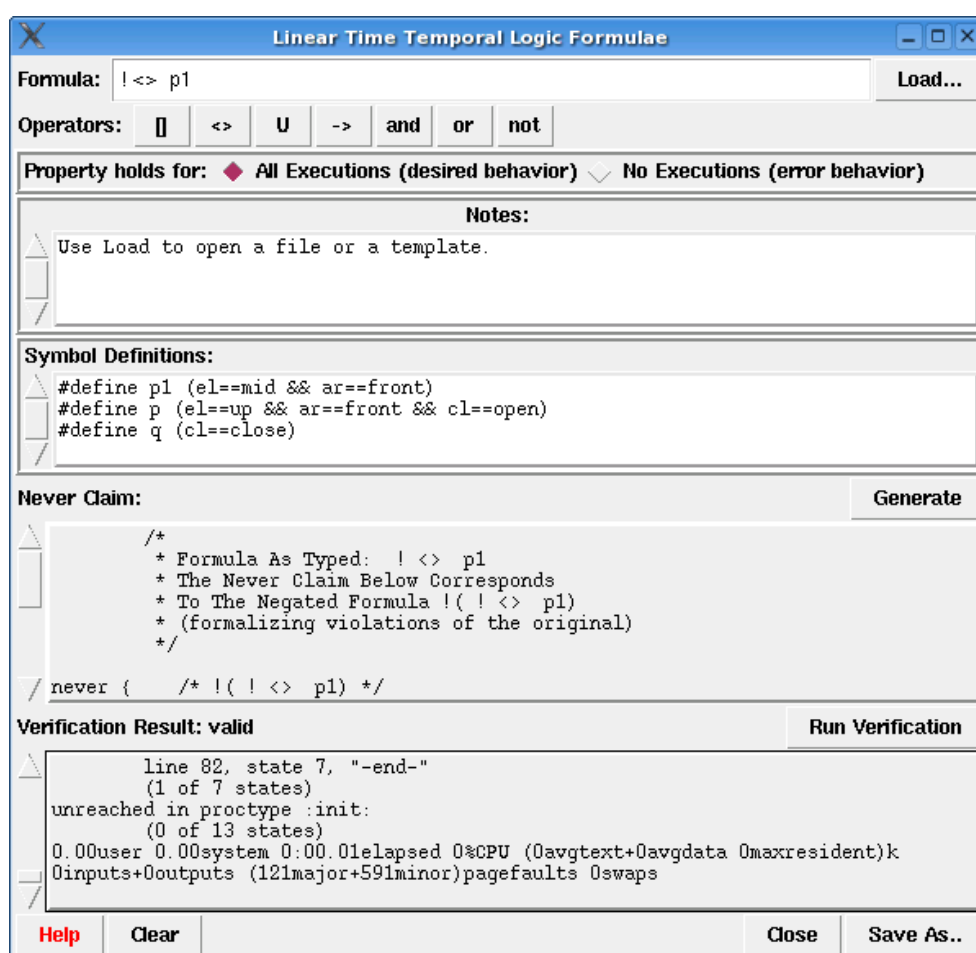 Linear Time Temporal Logic Formulae
Formula: ! <> p1 Load...
Operators: [] <> U -> and or not
Property holds for: All Executions (desired behavior) No Executions (error behavior)
Notes:
Use Load to open a file or a template.
Symbol Definitions:
#define p1 (el==mid && ar==front)
#define p (el==up && ar==front && cl==open)
#define q (cl==close)
Never Claim: Generate
/*
* Formula As Typed: ! <> p1
* The Never Claim Below Corresponds
* To The Negated Formula !( ! <> p1)
* (formalizing violations of the original)
*/
never { /* !( ! <> p1) */
Verification Result: valid Run Verification
line 82, state 7, "-end-"
(1 of 7 states)
unreached in proctype :init:
(0 of 13 states)
0.00user 0.00system 0:00.01elapsed 0%CPU (0avgtext+0avgdata 0maxresident)k
0inputs+0outputs (121major+591minor)pagefaults 0swaps
Help Clear Close Save As..